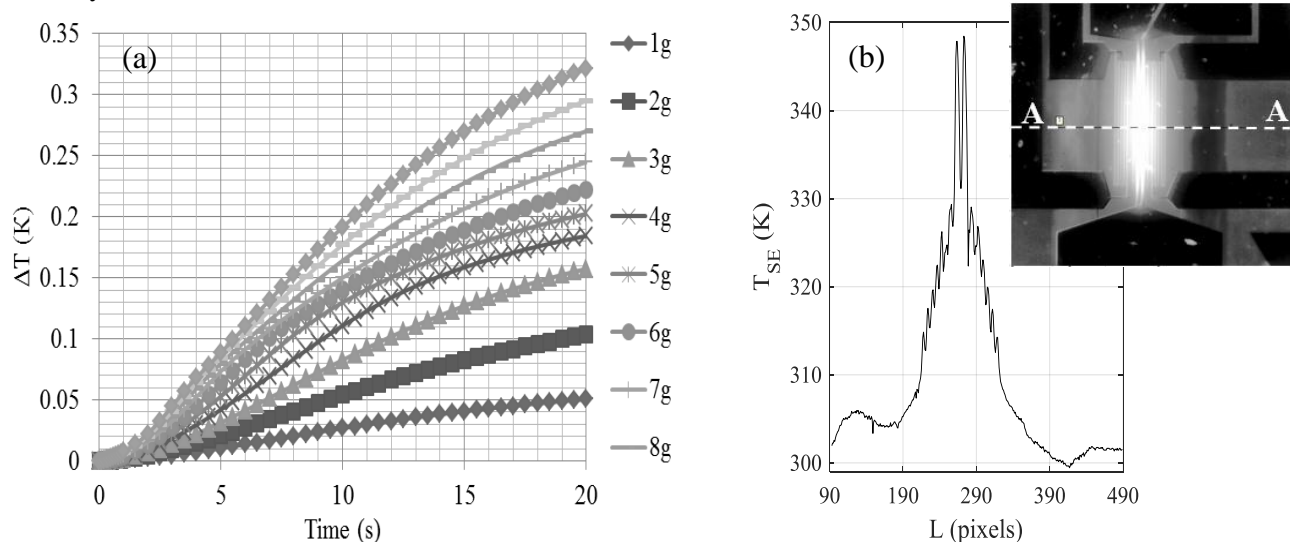 (a)
0.35
0.3
0.25
0.2
0.15
0.1
0.05
0
ΔT (K)
0 5 10 15 20
Time (s)
1g
2g
3g
4g
5g
6g
7g
8g
(b)
350
340
330
320
310
300
T_SE (K)
90 190 290 390 490
L (pixels)
A A